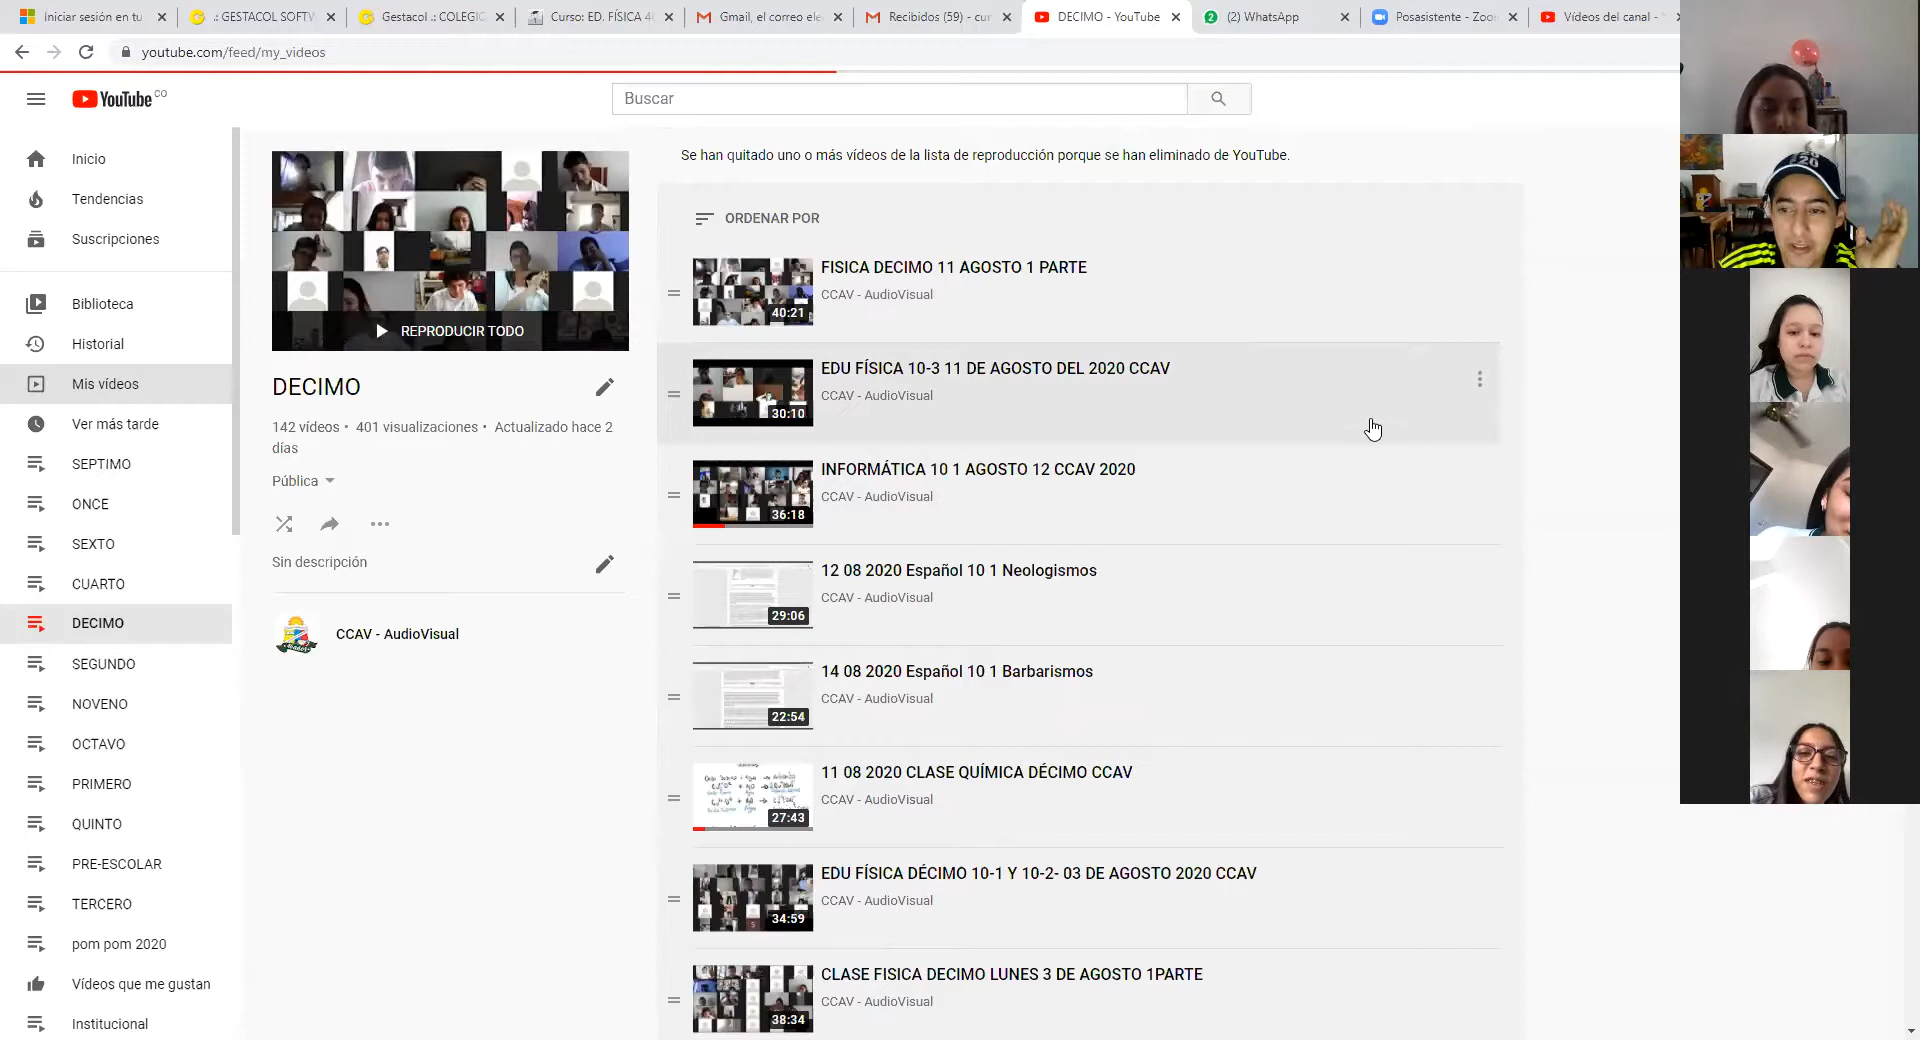 Iniciar sesión en tu
.: GESTACOL SOFTW
Gestacol .: COLEGIC
Curso: ED. FÍSICA 4
Gmail, el correo ele
Recibidos (59) - cur
DECIMO - YouTube
(2) WhatsApp
Posasistente - Zoo
Vídeos del canal -
youtube.com/feed/my_videos
YouTube CO
Buscar
Inicio
Tendencias
Suscripciones
Biblioteca
Historial
Mis vídeos
Ver más tarde
SEPTIMO
ONCE
SEXTO
CUARTO
DECIMO
SEGUNDO
NOVENO
OCTAVO
PRIMERO
QUINTO
PRE-ESCOLAR
TERCERO
pom pom 2020
Vídeos que me gustan
Institucional
REPRODUCIR TODO
DECIMO
142 vídeos • 401 visualizaciones • Actualizado hace 2
días
Pública
Sin descripción
CCAV - AudioVisual
Se han quitado uno o más vídeos de la lista de reproducción porque se han eliminado de YouTube.
ORDENAR POR
FISICA DECIMO 11 AGOSTO 1 PARTE
CCAV - AudioVisual
40:21
EDU FÍSICA 10-3 11 DE AGOSTO DEL 2020 CCAV
CCAV - AudioVisual
30:10
INFORMÁTICA 10 1 AGOSTO 12 CCAV 2020
CCAV - AudioVisual
36:18
12 08 2020 Español 10 1 Neologismos
CCAV - AudioVisual
29:06
14 08 2020 Español 10 1 Barbarismos
CCAV - AudioVisual
22:54
11 08 2020 CLASE QUÍMICA DÉCIMO CCAV
CCAV - AudioVisual
27:43
EDU FÍSICA DÉCIMO 10-1 Y 10-2- 03 DE AGOSTO 2020 CCAV
CCAV - AudioVisual
34:59
CLASE FISICA DECIMO LUNES 3 DE AGOSTO 1PARTE
CCAV - AudioVisual
38:34